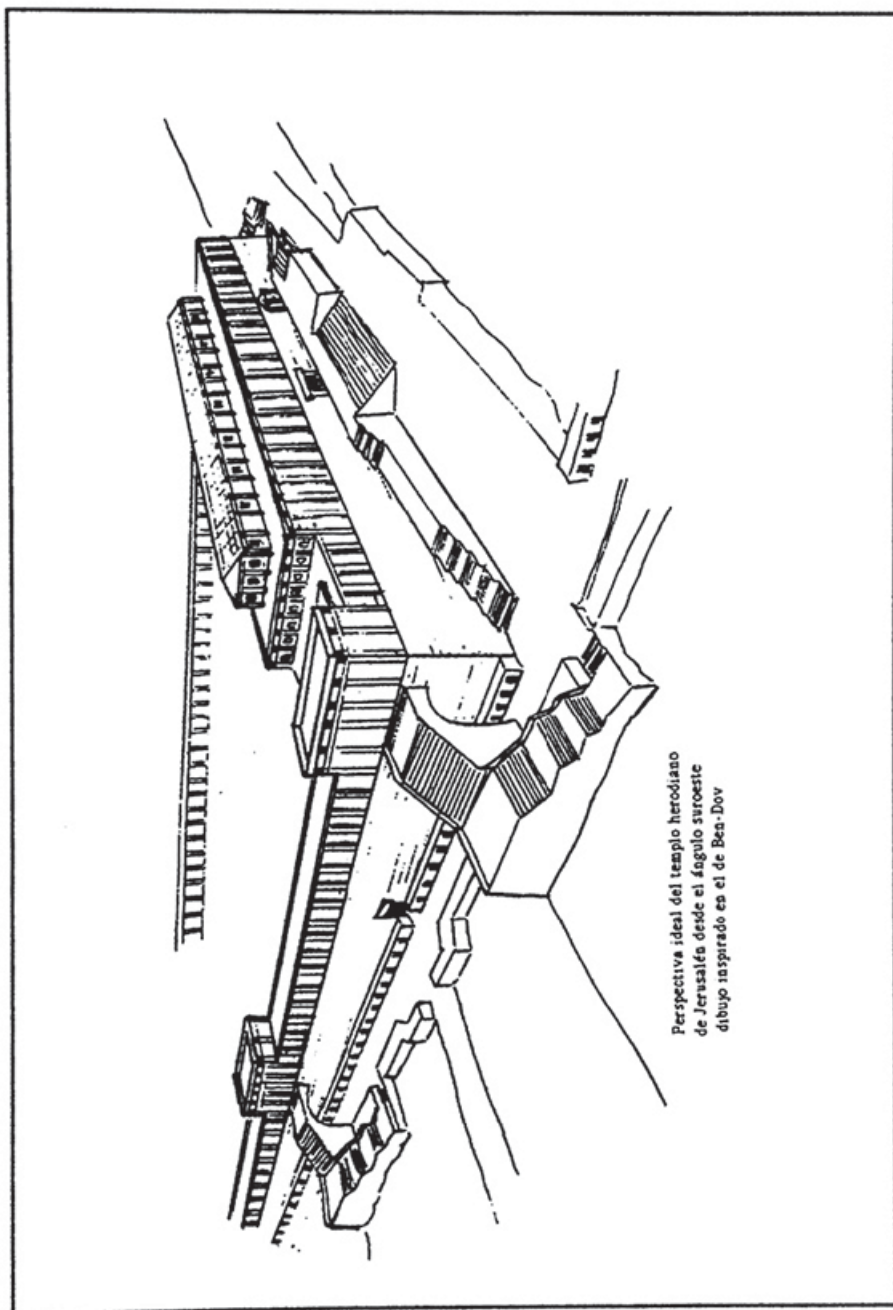 Perspectiva ideal del templo herodiano
de Jerusalén desde el ángulo suroeste
dibujo inspirado en el de Ben-Dov